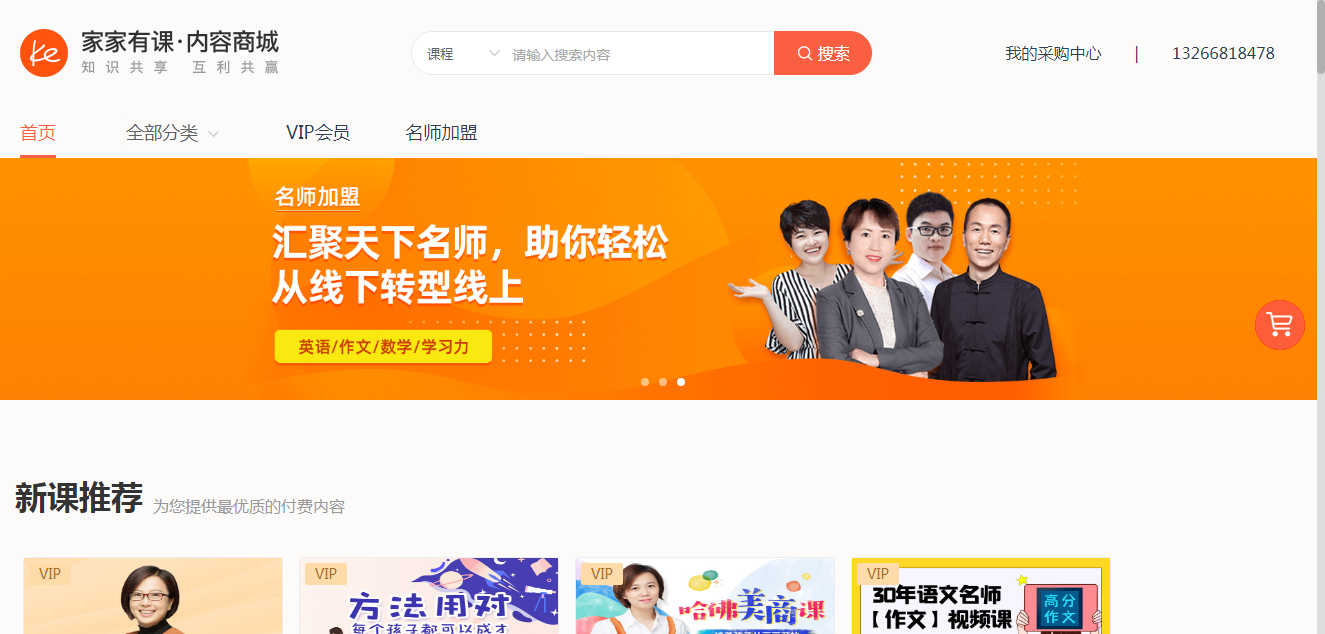 家家有课·内容商城
知识共享 互利共赢
课程
请输入搜索内容
搜索
我的采购中心 | 13266818478
首页
全部分类
VIP会员
名师加盟
名师加盟
汇聚天下名师，助你轻松
从线下转型线上
英语/作文/数学/学习力
新课推荐 为您提供最优质的付费内容
VIP
VIP
方法用对
每个孩子都可以成才
VIP
哈佛美商课
VIP
30年语文名师
【作文】视频课
高分
作文